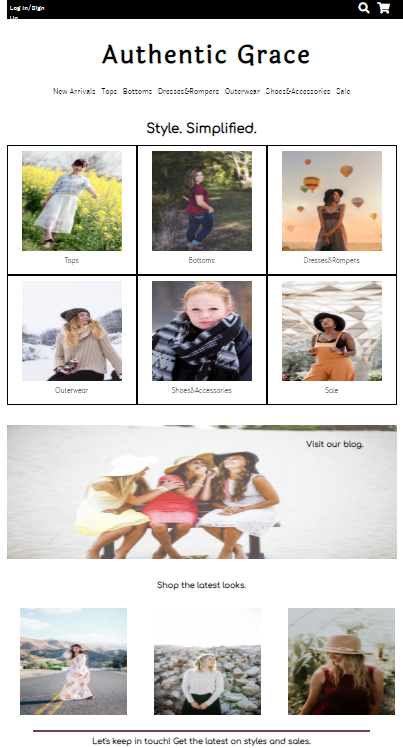 Log In/Sign
Up
Authentic Grace
New Arrivals Tops Bottoms Dresses&Rompers Outerwear Shoes&Accessories Sale
Style. Simplified.
Tops Bottoms Dresses&Rompers
Outerwear Shoes&Accessories Sale
Visit our blog.
Shop the latest looks.
Let's keep in touch! Get the latest on styles and sales.